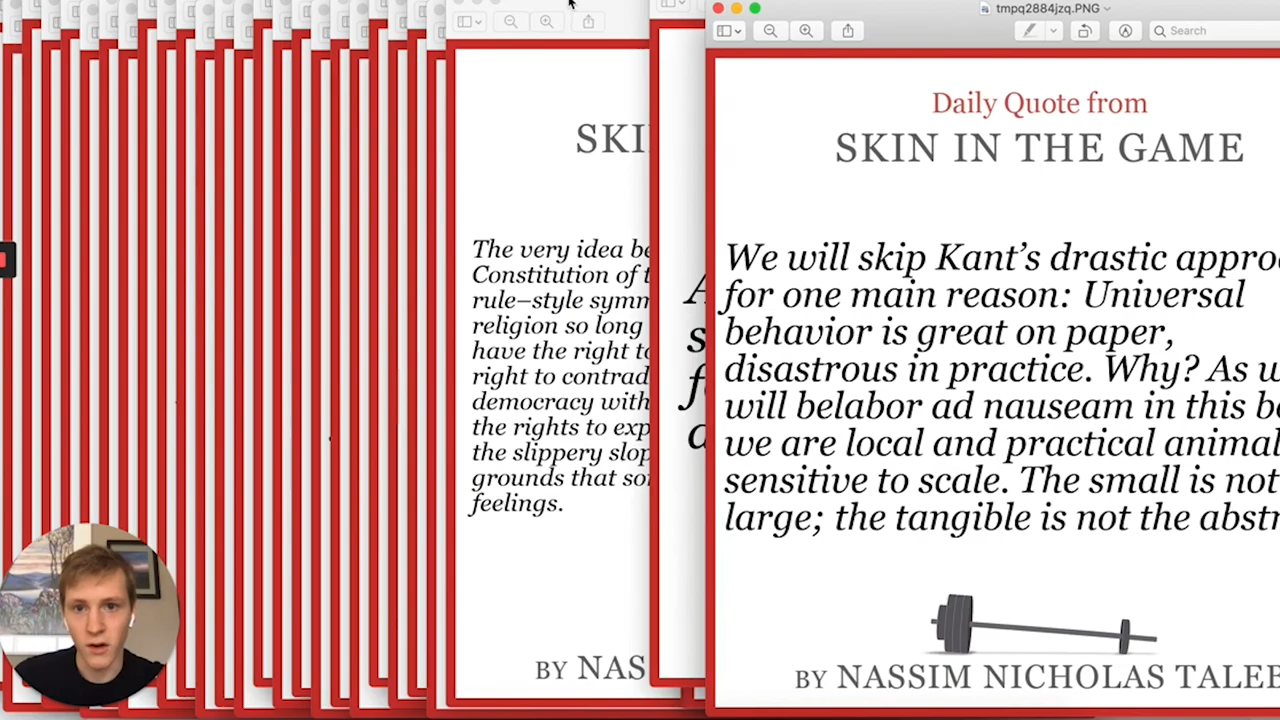 tmpq2884jzq.PNG
Search
SKI
The very idea be
Constitution of t
rule–style symm
religion so long
have the right to
right to contrad
democracy with
the rights to exp
the slippery slop
grounds that so
feelings.
BY NAS
Daily Quote from
SKIN IN THE GAME
We will skip Kant’s drastic appro
for one main reason: Universal
behavior is great on paper,
disastrous in practice. Why? As w
will belabor ad nauseam in this b
we are local and practical animal
sensitive to scale. The small is not
large; the tangible is not the abstr
BY NASSIM NICHOLAS TALEB